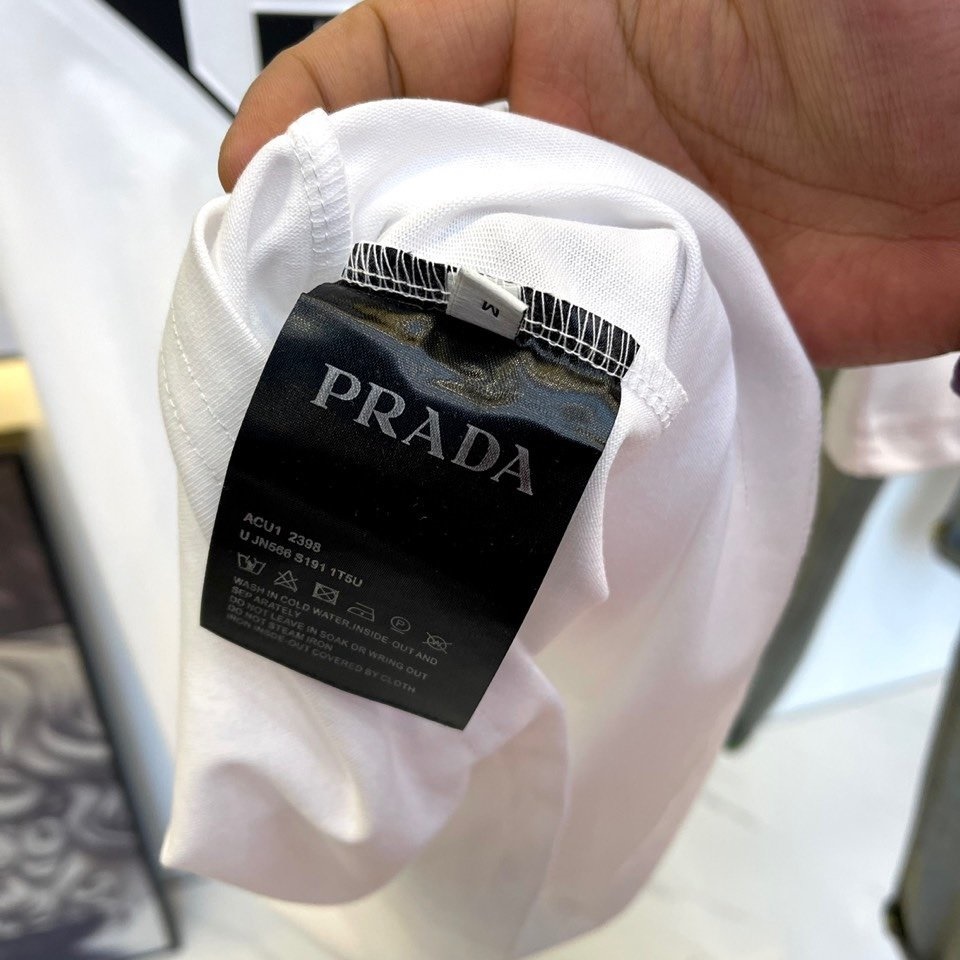 M
PRADA
ACU1 2398
U JN566 S191 1T5U
WASH IN COLD WATER.INSIDE-OUT AND
SEPARATELY
DO NOT LEAVE IN SOAK OR WRING OUT
DO NOT STEAM IRON
IRON INSIDE-OUT COVERED BY CLOTH